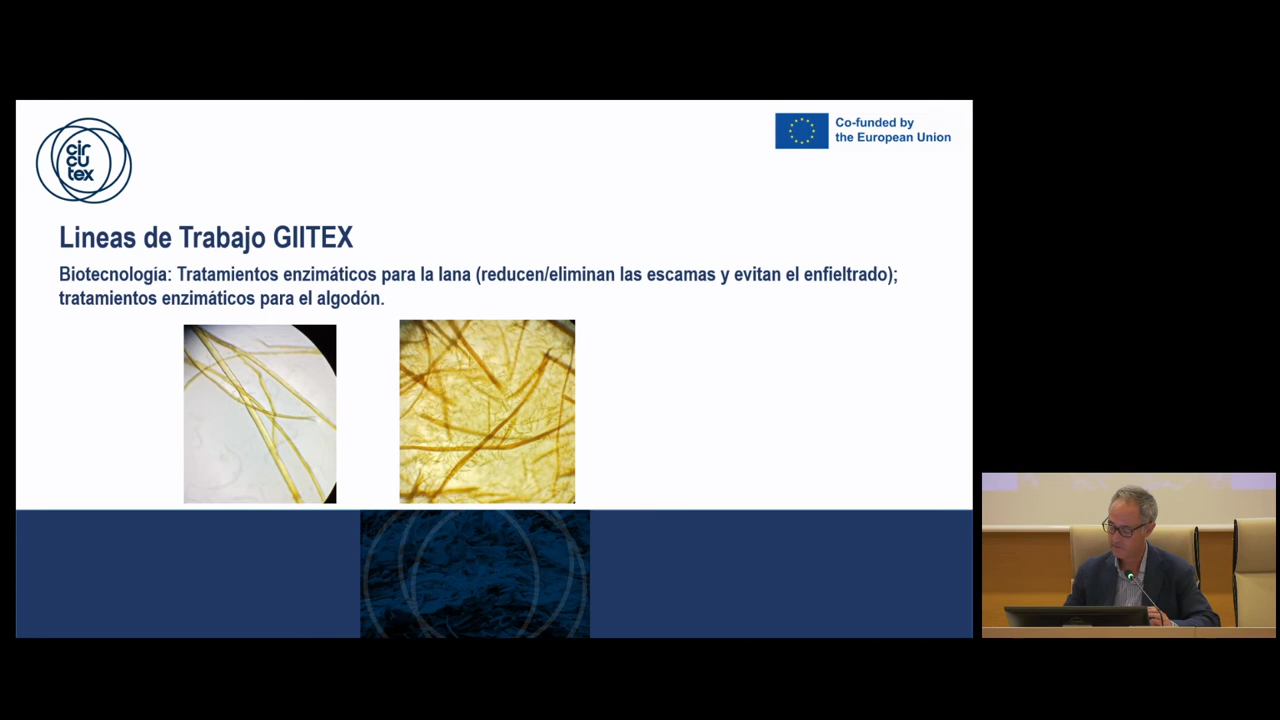 cir
cu
tex
Co-funded by
the European Union
Lineas de Trabajo GIITEX
Biotecnología: Tratamientos enzimáticos para la lana (reducen/eliminan las escamas y evitan el enfieltrado);
tratamientos enzimáticos para el algodón.